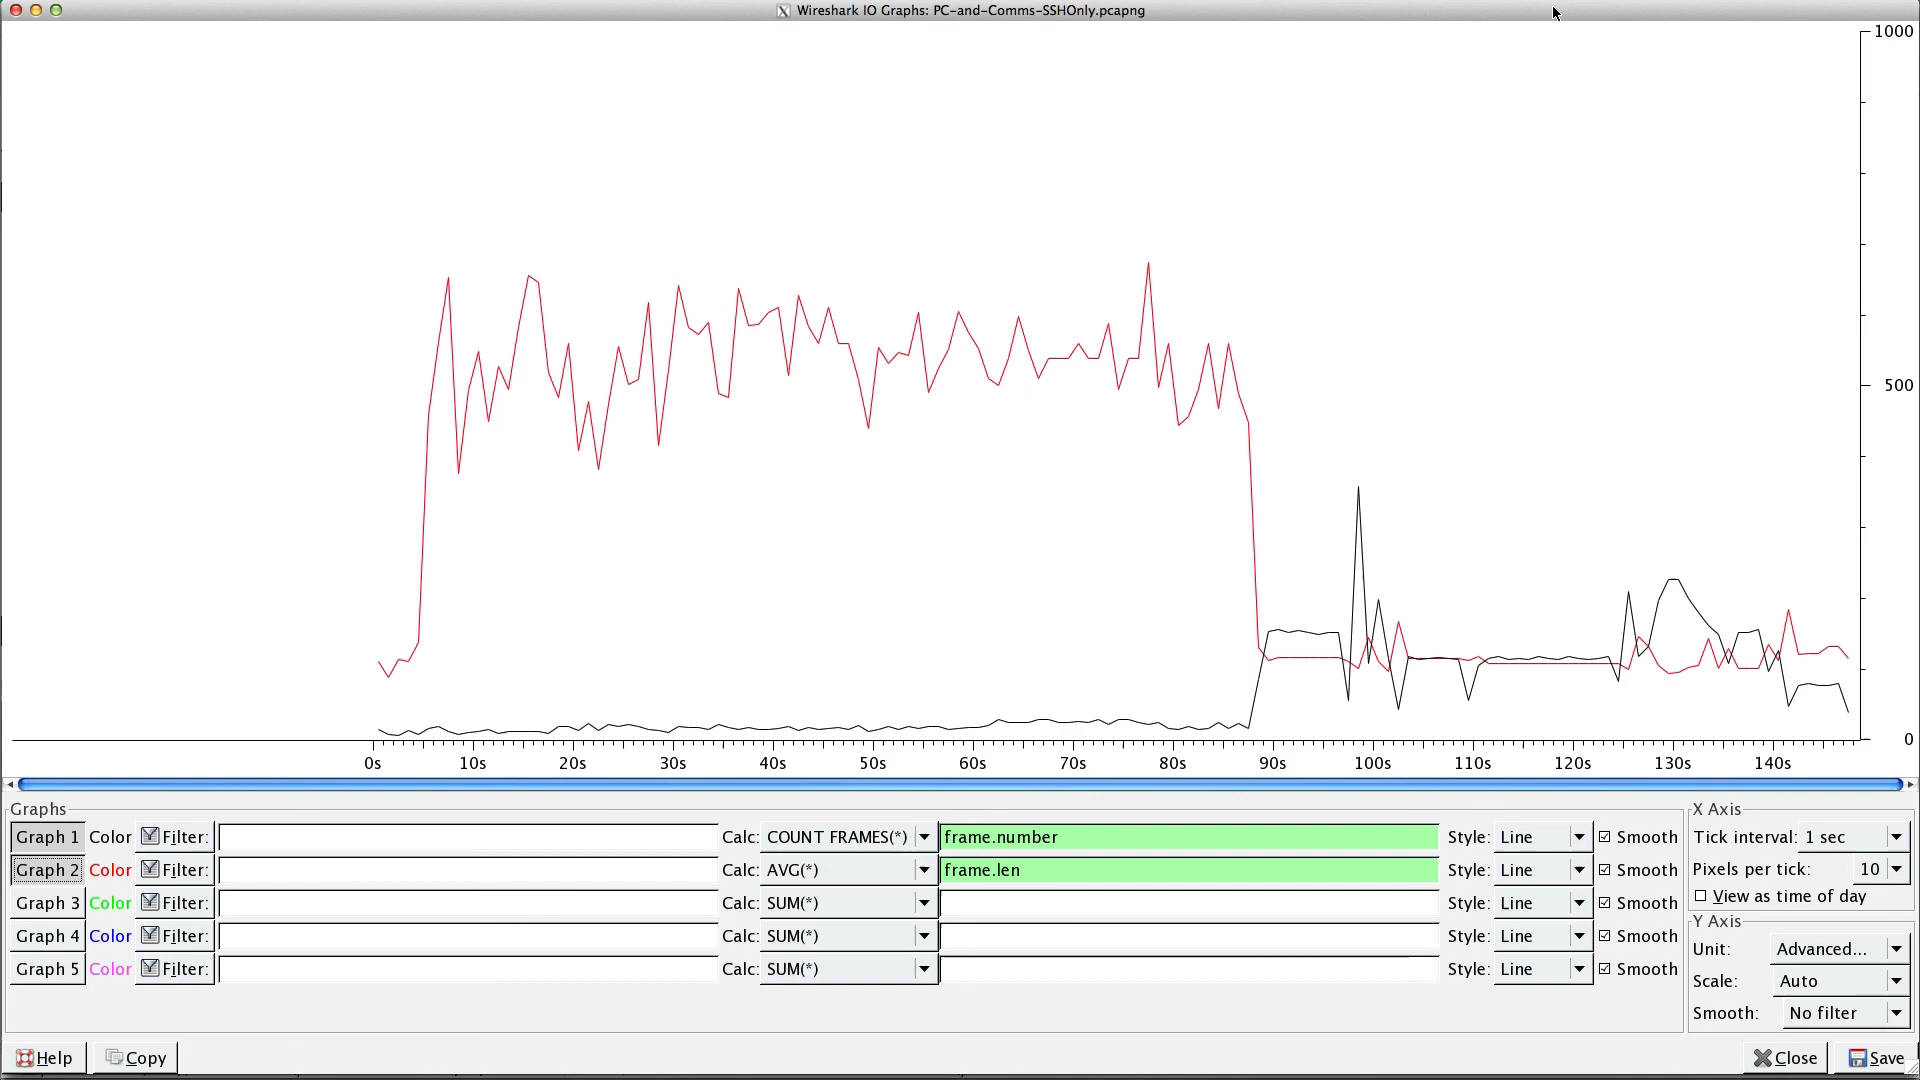 Wireshark IO Graphs: PC-and-Comms-SSHOnly.pcapng
1000
500
0
0s 10s 20s 30s 40s 50s 60s 70s 80s 90s 100s 110s 120s 130s 140s
Graphs
Graph 1 Color Filter: Calc: COUNT FRAMES(*) frame.number Style: Line Smooth
Graph 2 Color Filter: Calc: AVG(*) frame.len Style: Line Smooth
Graph 3 Color Filter: Calc: SUM(*) Style: Line Smooth
Graph 4 Color Filter: Calc: SUM(*) Style: Line Smooth
Graph 5 Color Filter: Calc: SUM(*) Style: Line Smooth
X Axis
Tick interval: 1 sec
Pixels per tick: 10
View as time of day
Y Axis
Unit: Advanced...
Scale: Auto
Smooth: No filter
Help Copy Close Save